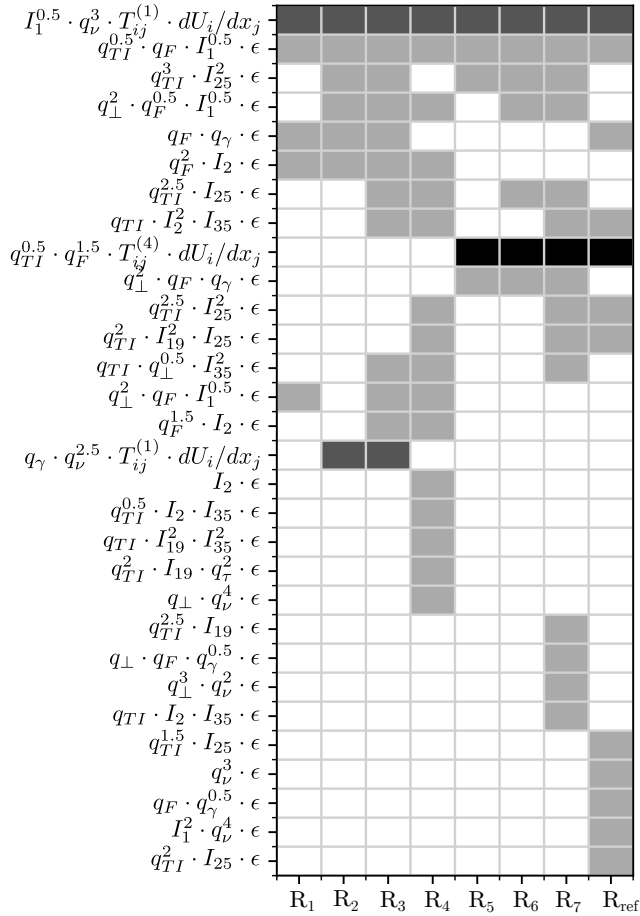 I_1^{0.5} · q_ν^3 · T_{ij}^{(1)} · dU_i/dx_j
q_{TI}^{0.5} · q_F · I_1^{0.5} · ϵ
q_{TI}^3 · I_{25}^2 · ϵ
q_⊥^2 · q_F^{0.5} · I_1^{0.5} · ϵ
q_F · q_γ · ϵ
q_F^2 · I_2 · ϵ
q_{TI}^{2.5} · I_{25} · ϵ
q_{TI} · I_2^2 · I_{35} · ϵ
q_{TI}^{0.5} · q_F^{1.5} · T_{ij}^{(4)} · dU_i/dx_j
q_⊥^2 · q_F · q_γ · ϵ
q_{TI}^{2.5} · I_{25}^2 · ϵ
q_{TI}^2 · I_{19}^2 · I_{25} · ϵ
q_{TI} · q_⊥^{0.5} · I_{35}^2 · ϵ
q_⊥^2 · q_F · I_1^{0.5} · ϵ
q_F^{1.5} · I_2 · ϵ
q_γ · q_ν^{2.5} · T_{ij}^{(1)} · dU_i/dx_j
I_2 · ϵ
q_{TI}^{0.5} · I_2 · I_{35} · ϵ
q_{TI} · I_{19}^2 · I_{35}^2 · ϵ
q_{TI}^2 · I_{19} · q_τ^2 · ϵ
q_⊥ · q_ν^4 · ϵ
q_{TI}^{2.5} · I_{19} · ϵ
q_⊥ · q_F · q_γ^{0.5} · ϵ
q_⊥^3 · q_ν^2 · ϵ
q_{TI} · I_2 · I_{35} · ϵ
q_{TI}^{1.5} · I_{25} · ϵ
q_ν^3 · ϵ
q_F · q_γ^{0.5} · ϵ
I_1^2 · q_ν^4 · ϵ
q_{TI}^2 · I_{25} · ϵ
R_1 R_2 R_3 R_4 R_5 R_6 R_7 R_{ref}